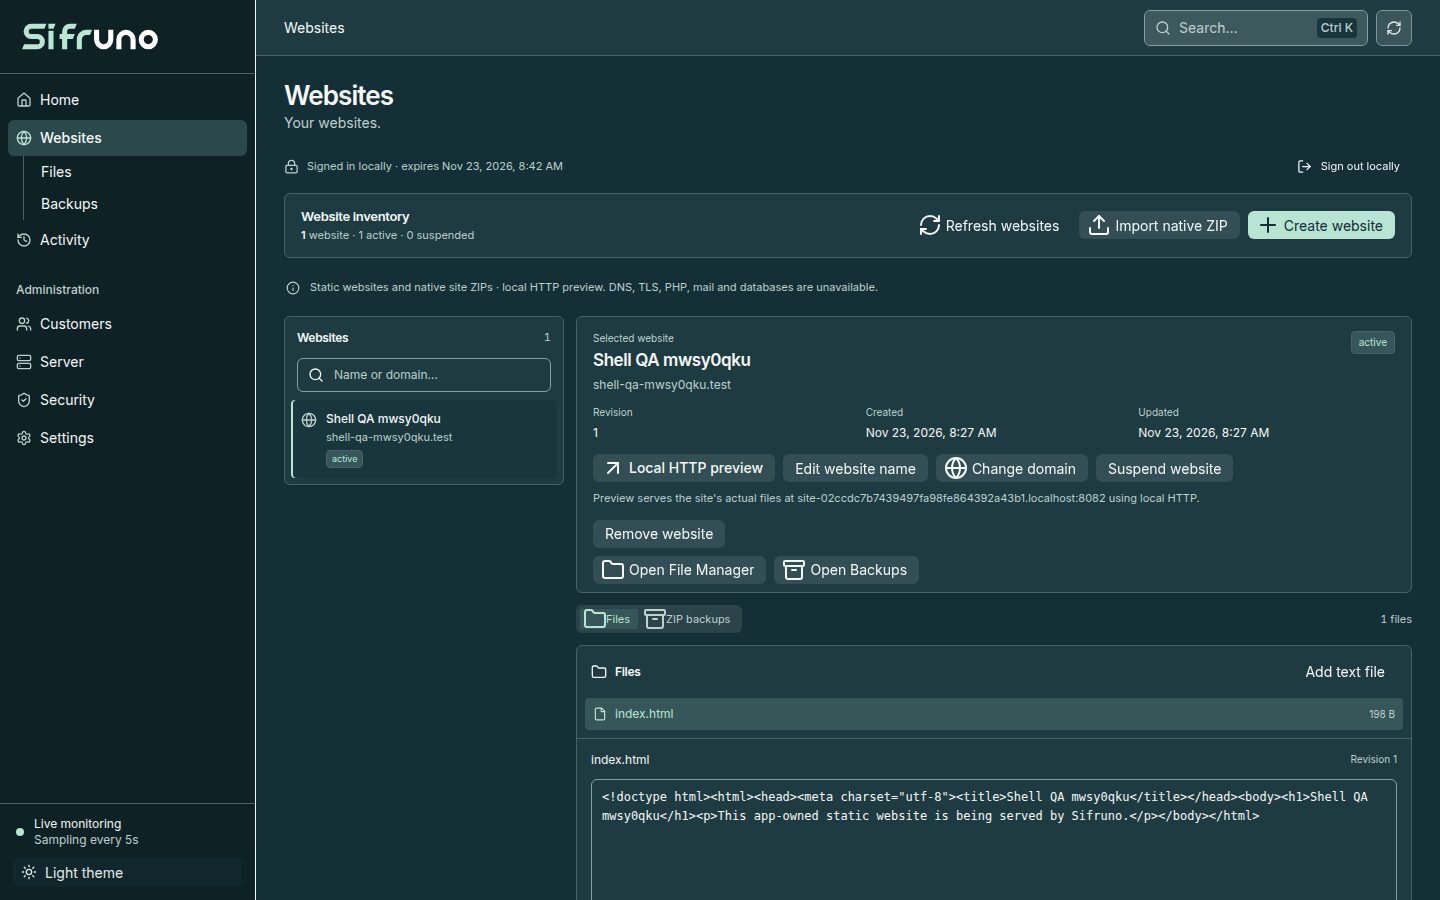 Sifruno
Home
Websites
Files
Backups
Activity
Administration
Customers
Server
Security
Settings
Live monitoring
Sampling every 5s
Light theme
Websites
Search...
Ctrl K
Websites
Your websites.
Signed in locally · expires Nov 23, 2026, 8:42 AM
Sign out locally
Website inventory
1 website · 1 active · 0 suspended
Refresh websites
Import native ZIP
Create website
Static websites and native site ZIPs · local HTTP preview. DNS, TLS, PHP, mail and databases are unavailable.
Websites
1
Name or domain...
Shell QA mwsy0qku
shell-qa-mwsy0qku.test
active
Selected website
active
Shell QA mwsy0qku
shell-qa-mwsy0qku.test
Revision
Created
Updated
1
Nov 23, 2026, 8:27 AM
Nov 23, 2026, 8:27 AM
Local HTTP preview
Edit website name
Change domain
Suspend website
Preview serves the site's actual files at site-02ccdc7b7439497fa98fe864392a43b1.localhost:8082 using local HTTP.
Remove website
Open File Manager
Open Backups
Files
ZIP backups
1 files
Files
Add text file
index.html
198 B
index.html
Revision 1
<!doctype html><html><head><meta charset="utf-8"><title>Shell QA mwsy0qku</title></head><body><h1>Shell QA
mwsy0qku</h1><p>This app-owned static website is being served by Sifruno.</p></body></html>